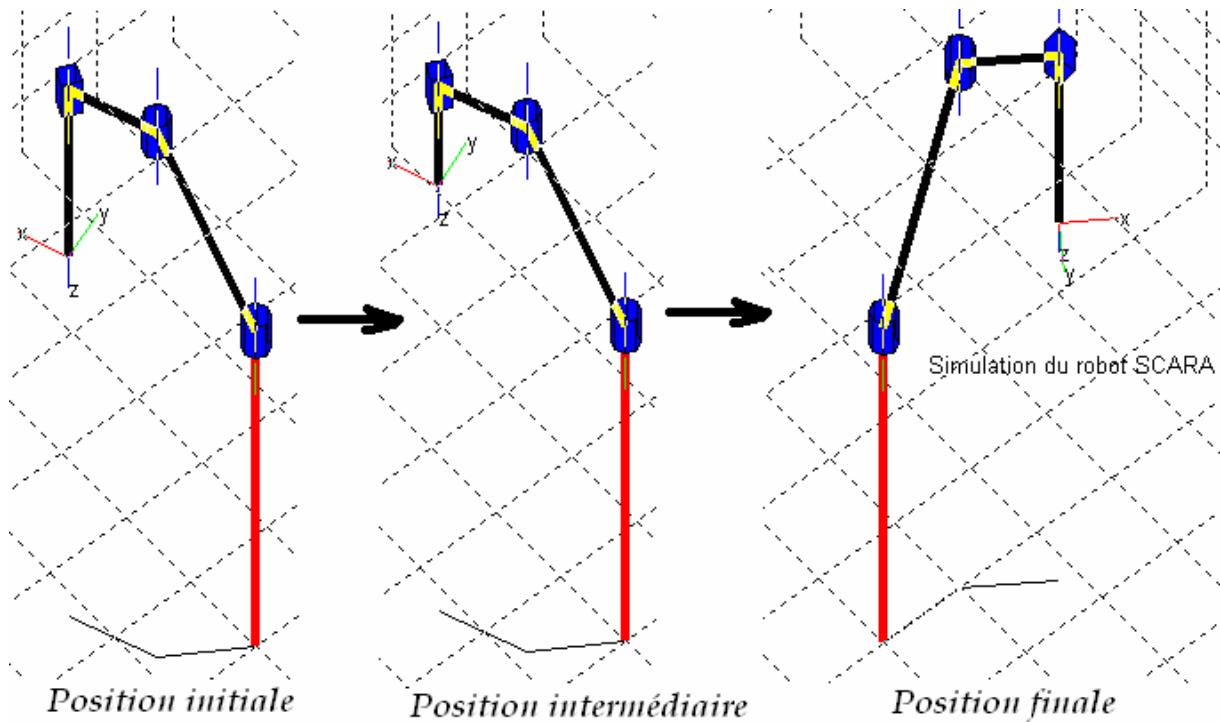 x
y
z
x
y
z
x
z
y
Simulation du robot SCARA
Position initiale
Position intermédiaire
Position finale